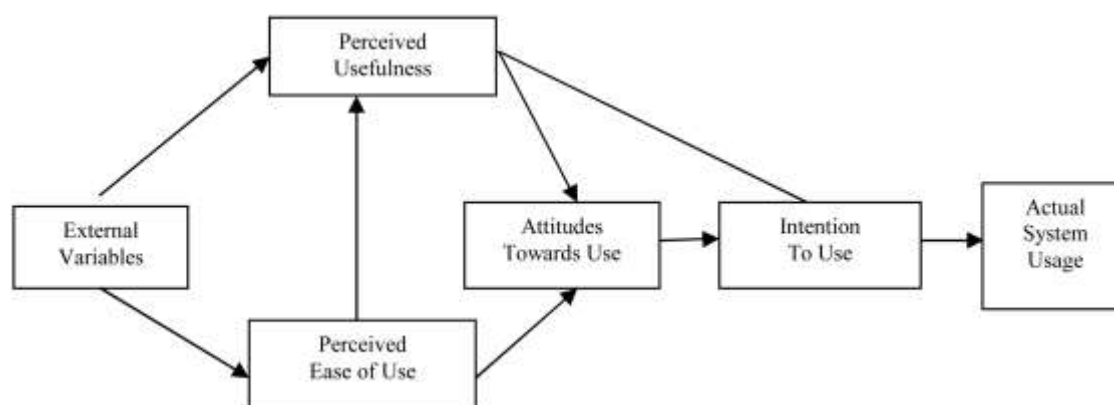 Perceived
Usefulness
External
Variables
Attitudes
Towards Use
Intention
To Use
Actual
System
Usage
Perceived
Ease of Use